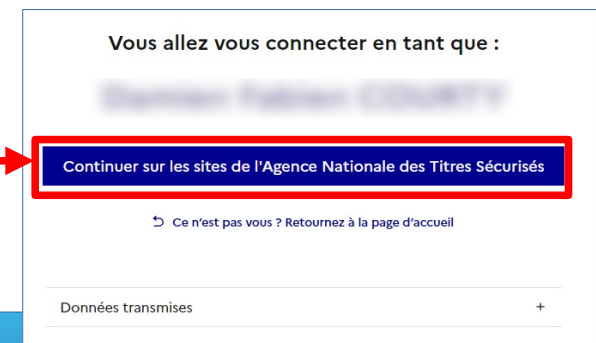 Vous allez vous connecter en tant que :
Continuer sur les sites de l'Agence Nationale des Titres Sécurisés
Ce n'est pas vous ? Retournez à la page d'accueil
Données transmises +